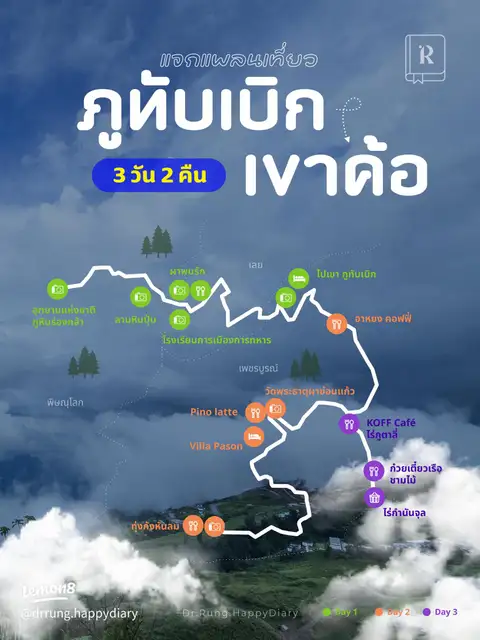 แจกแพลนเที่ยว
R
ภูทับเบิก
3 วัน 2 คืน
เขาค้อ
เลย
ผาพบรัก
ไปเขา ภูทับเบิก
อุทยานแห่งชาติ
ภูหินร่องกล้า
ลานหินปุ่ม
โรงเรียนการเมืองการทหาร
อาหยง คอฟฟี่
เพชรบูรณ์
พิษณุโลก
วัดพระธาตุผาซ่อนแก้ว
Pino latte
KOFF Café
ไร่ภูตาลี่
Villa Pason
ก๋วยเตี๋ยวเรือ
ชามไม้
ไร่กำนันจุล
ทุ่งกังหันลม
Lemon8
@drrung.happydiary
Dr.Rung.HappyDiary
Day 1
Day 2
Day 3